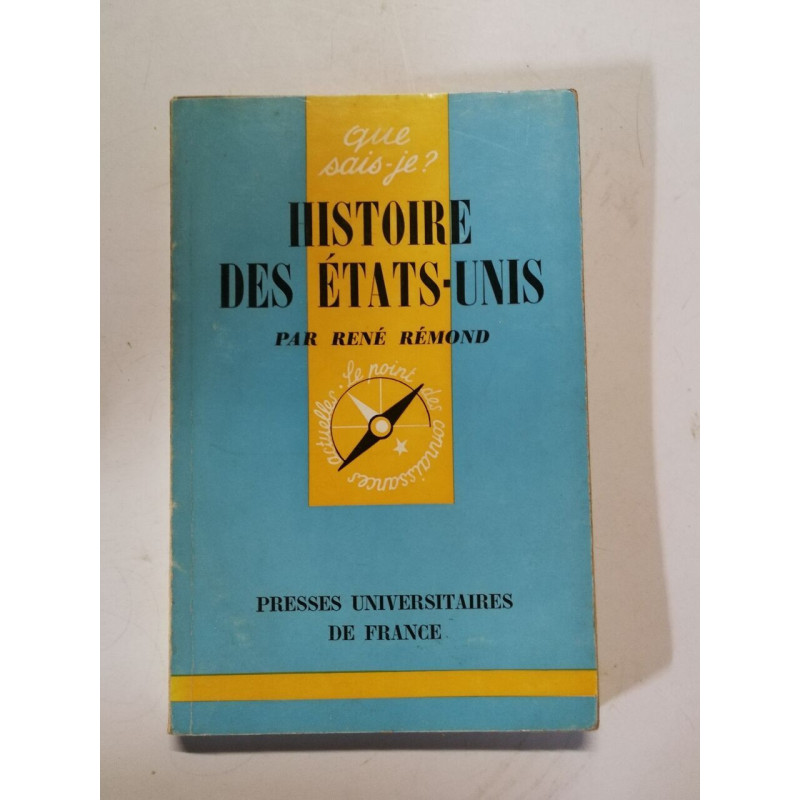 que
sais-je?
HISTOIRE
DES ÉTATS-UNIS
PAR RENÉ RÉMOND
Le point des connaissances actuelles.
PRESSES UNIVERSITAIRES
DE FRANCE